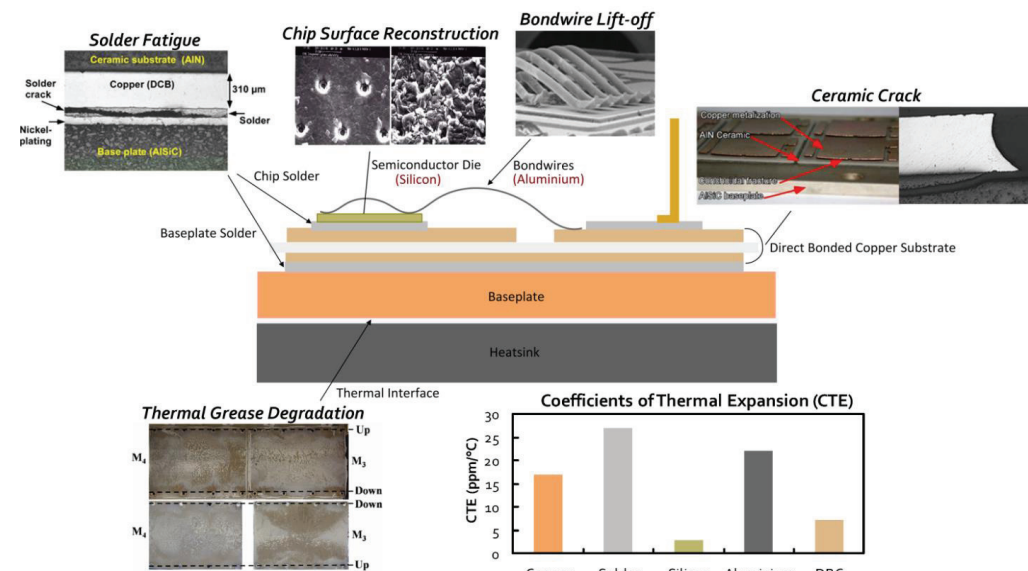 Solder Fatigue
Ceramic substrate (AlN)
Copper (DCB)
310 μm
Solder
crack
Solder
Nickel-
plating
Base plate (AlSiC)
Chip Surface Reconstruction
Bondwire Lift-off
Ceramic Crack
Copper metalization
AlN Ceramic
AlSiC baseplate
Semiconductor Die
(Silicon)
Bondwires
(Aluminium)
Chip Solder
Baseplate Solder
Direct Bonded Copper Substrate
Baseplate
Heatsink
Thermal Interface
Thermal Grease Degradation
Up
M4
M3
Down
Down
M4
M3
Up
Coefficients of Thermal Expansion (CTE)
CTE (ppm/°C)
30
25
20
15
10
5
0